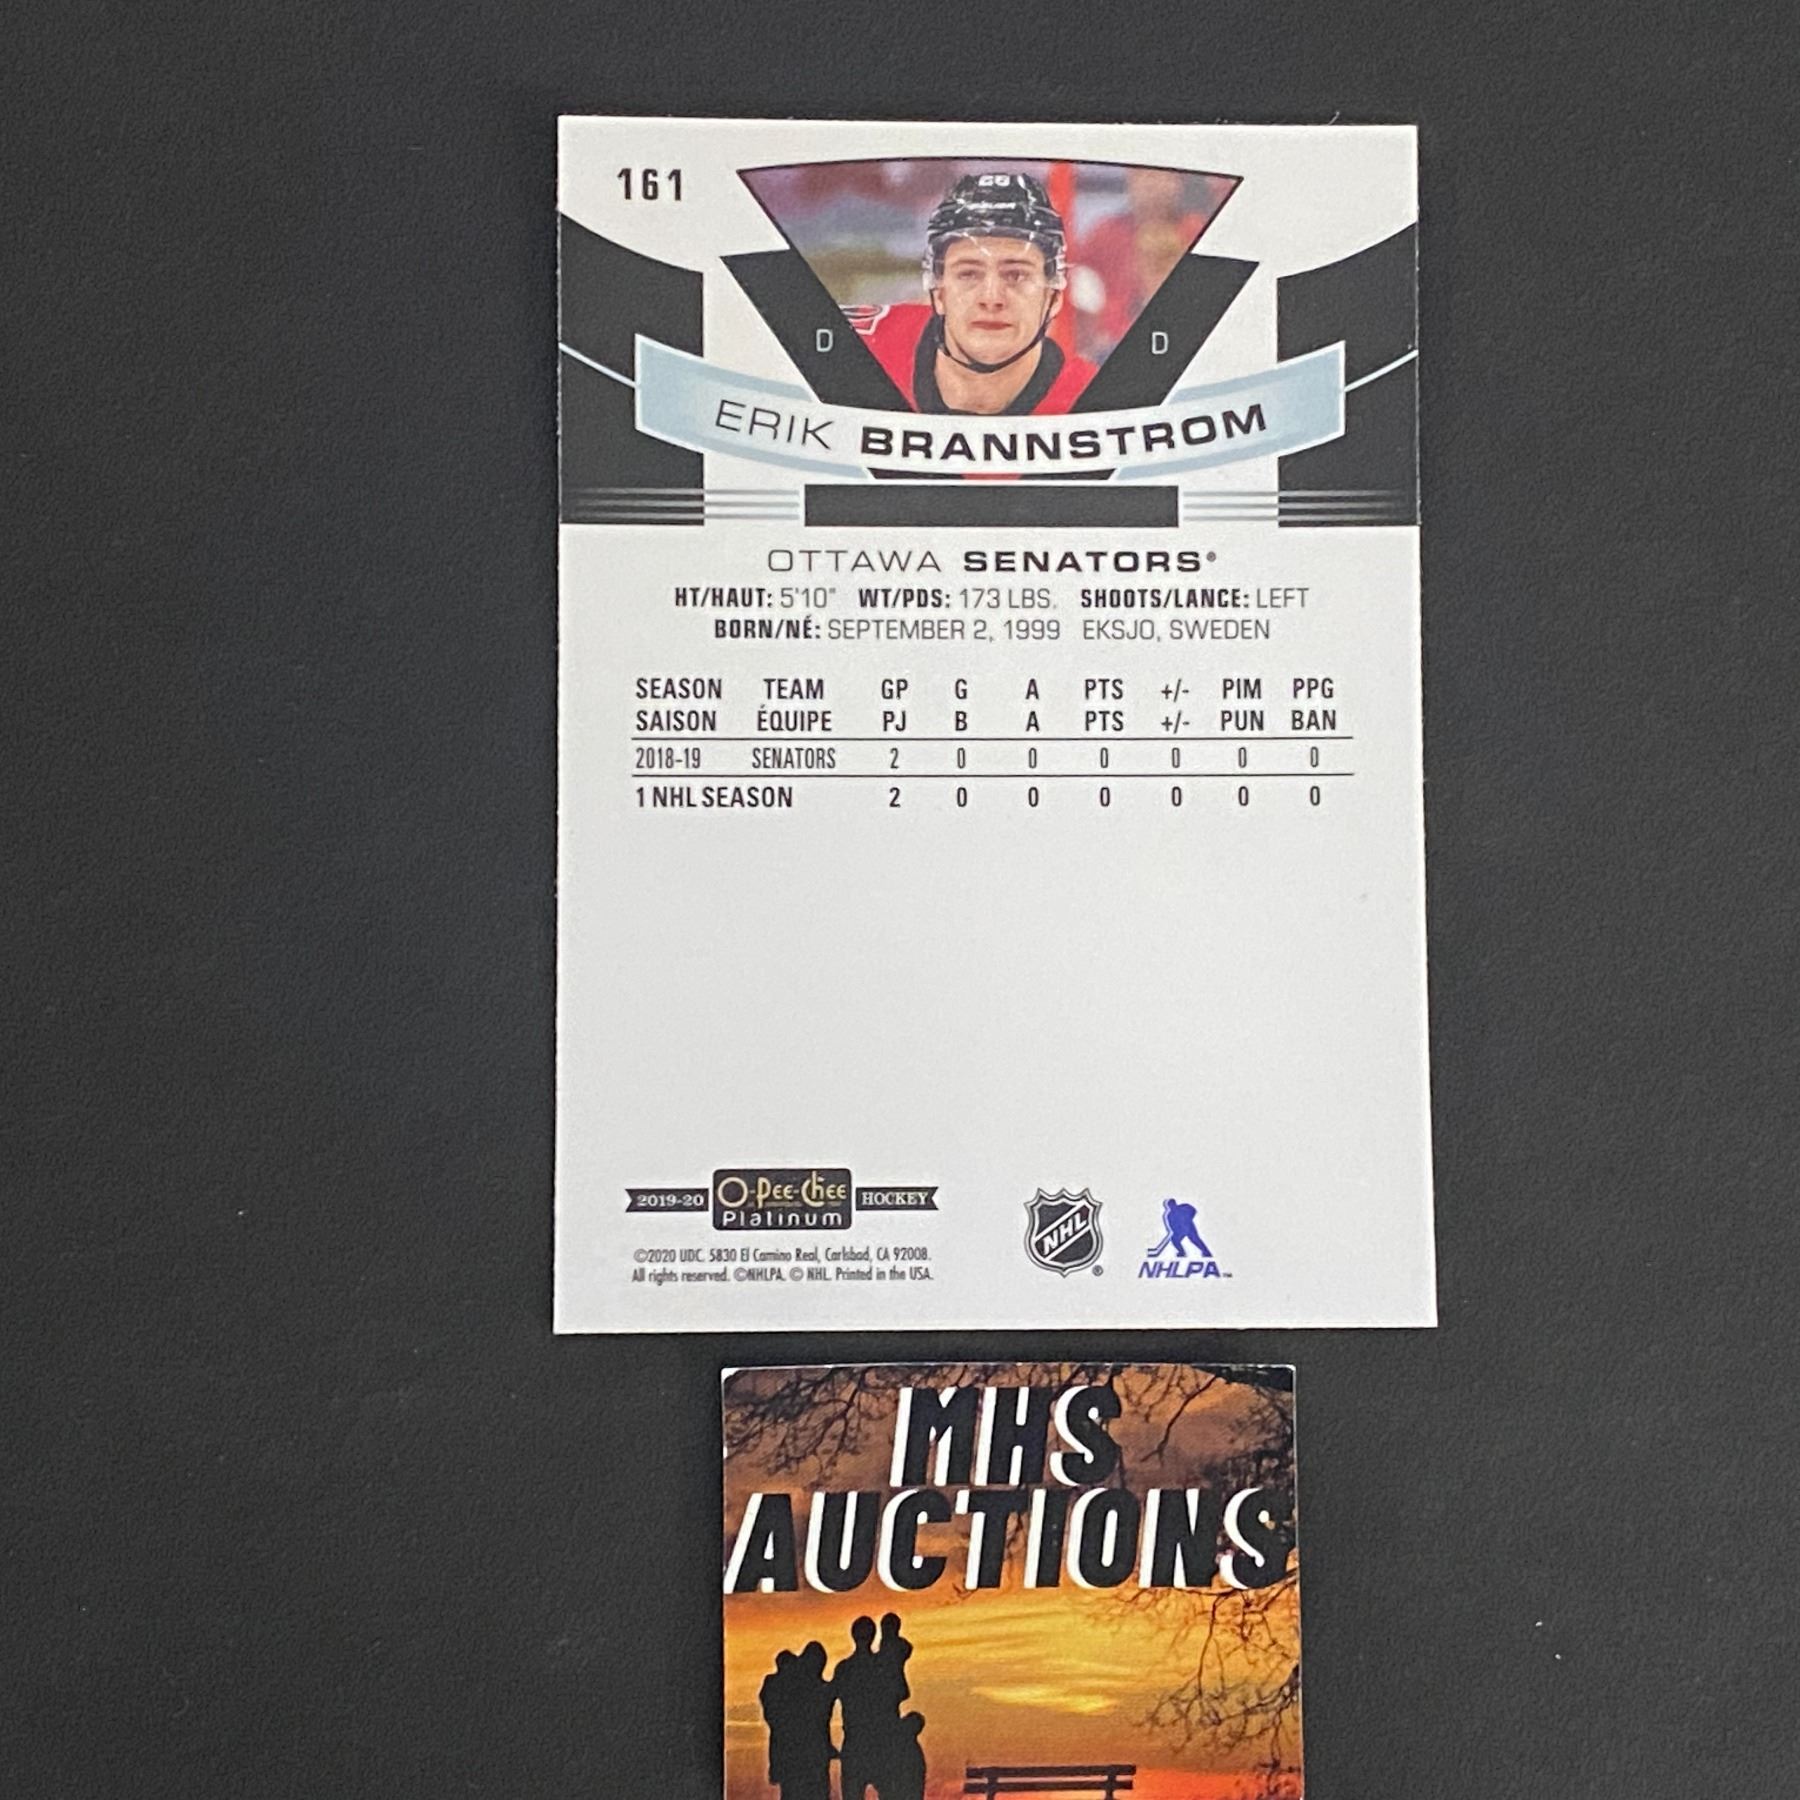 161
26
D D
ERIK BRANNSTROM
OTTAWA SENATORS®
HT/HAUT: 5'10" WT/PDS: 173 LBS. SHOOTS/LANCE: LEFT
BORN/NÉ: SEPTEMBER 2, 1999 EKSJO, SWEDEN
SEASON TEAM GP G A PTS +/- PIM PPG
SAISON ÉQUIPE PJ B A PTS +/- PUN BAN
2018-19 SENATORS 2 0 0 0 0 0 0
1 NHL SEASON 2 0 0 0 0 0 0
2019-20 O-Pee-Chee HOCKEY
Platinum
©2020 UDC. 5830 El Camino Real, Carlsbad, CA 92008.
All rights reserved. ©NHLPA. © NHL. Printed in the USA.
NHL ®
NHLPA™
MHS
AUCTIONS